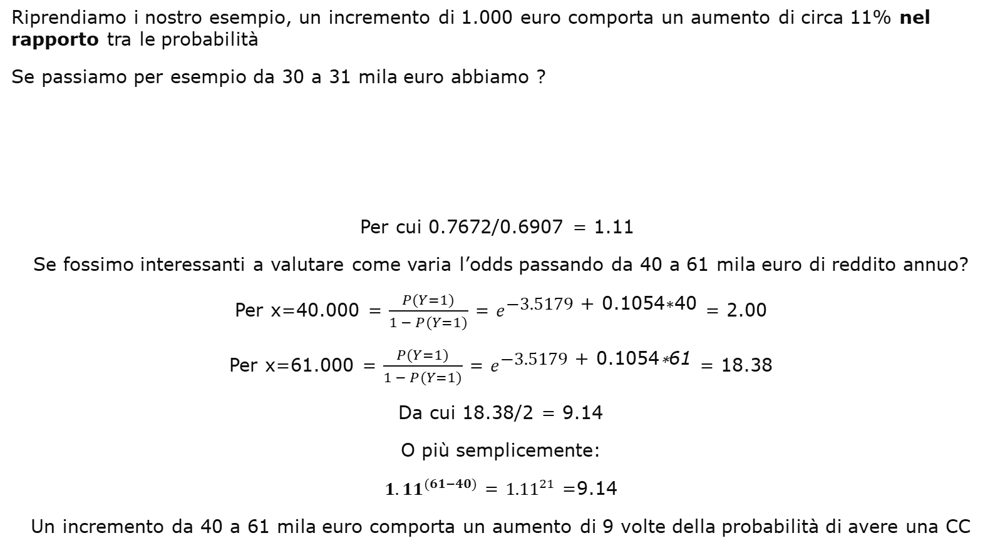 Riprendiamo i nostro esempio, un incremento di 1.000 euro comporta un aumento di circa 11% nel
rapporto tra le probabilità
Se passiamo per esempio da 30 a 31 mila euro abbiamo ?
Per cui 0.7672/0.6907 = 1.11
Se fossimo interessanti a valutare come varia l’odds passando da 40 a 61 mila euro di reddito annuo?
Per x=40.000 = P(Y=1) / 1 − P(Y=1) = e^−3.5179 + 0.1054*40 = 2.00
Per x=61.000 = P(Y=1) / 1 − P(Y=1) = e^−3.5179 + 0.1054*61 = 18.38
Da cui 18.38/2 = 9.14
O più semplicemente:
1.11^(61−40) = 1.11^21 =9.14
Un incremento da 40 a 61 mila euro comporta un aumento di 9 volte della probabilità di avere una CC